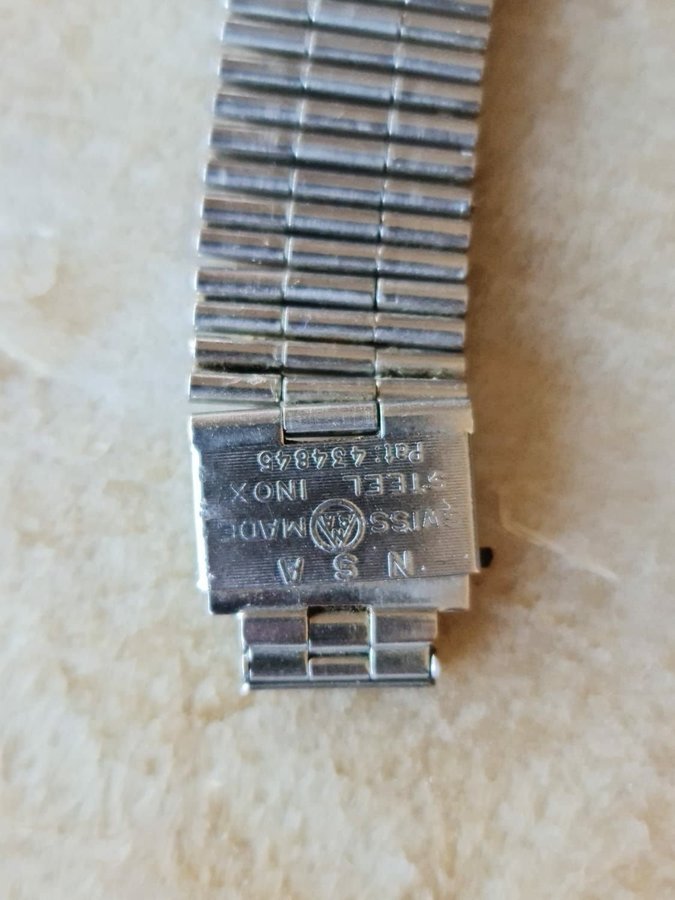 N S A
SWISS MADE
STEEL INOX
Pat: 434845